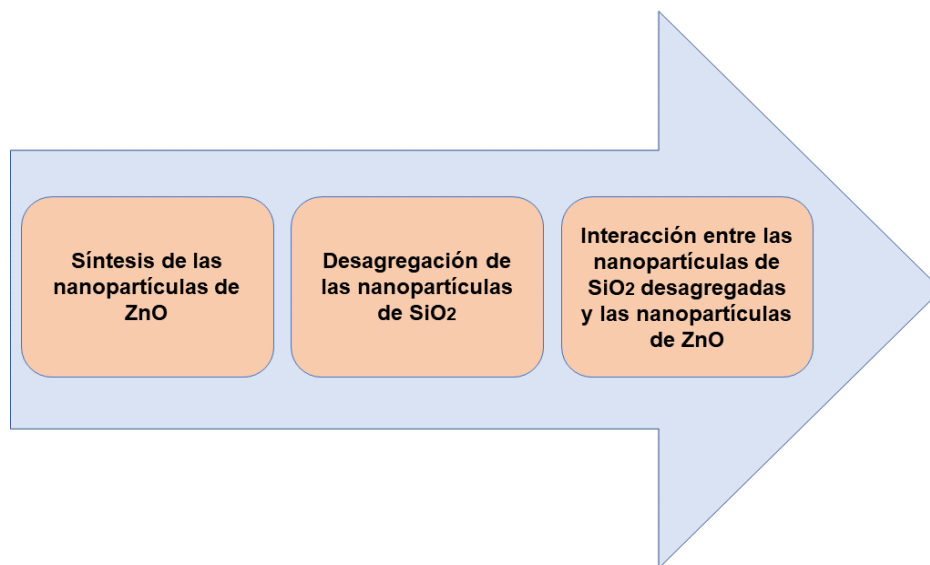 Síntesis de las
nanopartículas de
ZnO
Desagregación de
las nanopartículas
de SiO2
Interacción entre las
nanopartículas de
SiO2 desagregadas
y las nanopartículas
de ZnO